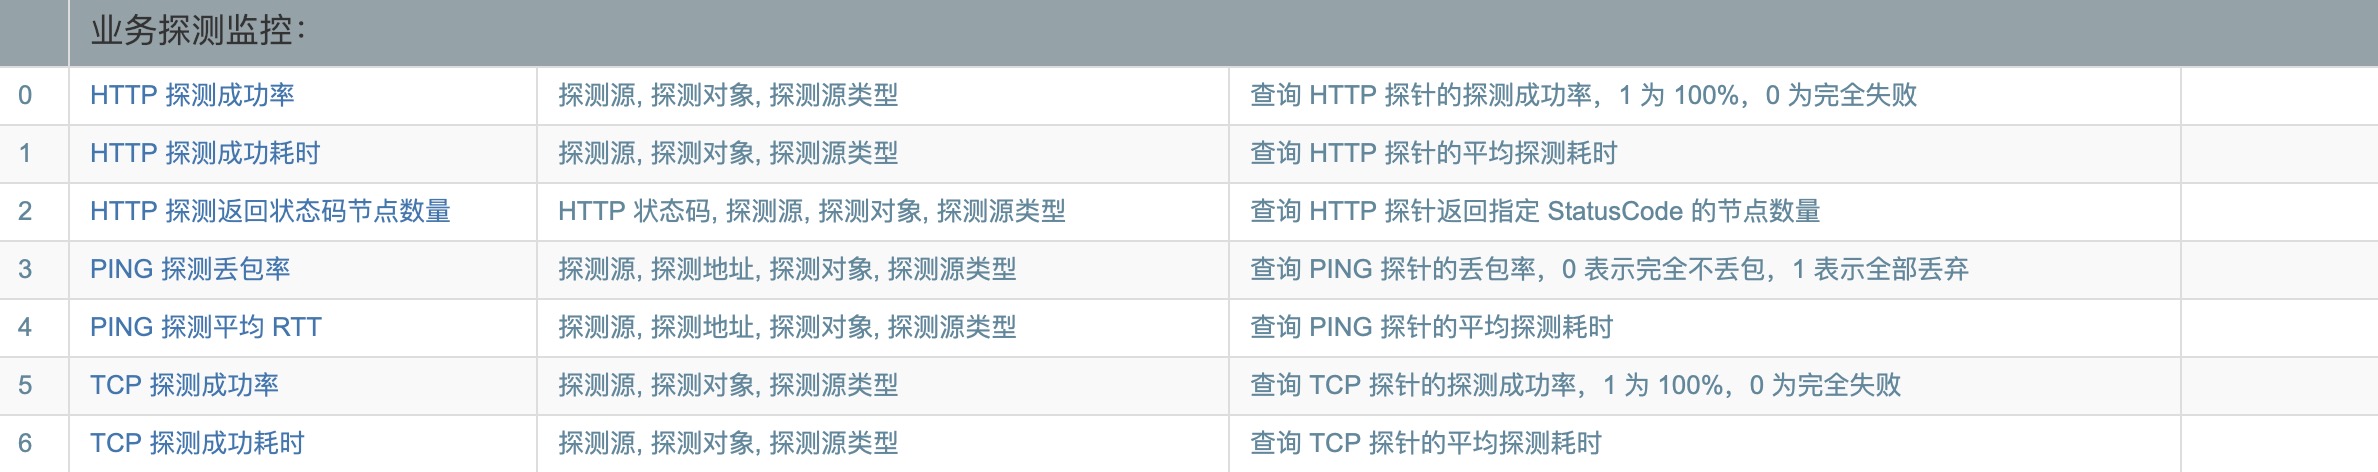 业务探测监控：
0 HTTP 探测成功率 探测源, 探测对象, 探测源类型 查询 HTTP 探针的探测成功率，1 为 100%，0 为完全失败
1 HTTP 探测成功耗时 探测源, 探测对象, 探测源类型 查询 HTTP 探针的平均探测耗时
2 HTTP 探测返回状态码节点数量 HTTP 状态码, 探测源, 探测对象, 探测源类型 查询 HTTP 探针返回指定 StatusCode 的节点数量
3 PING 探测丢包率 探测源, 探测地址, 探测对象, 探测源类型 查询 PING 探针的丢包率，0 表示完全不丢包，1 表示全部丢弃
4 PING 探测平均 RTT 探测源, 探测地址, 探测对象, 探测源类型 查询 PING 探针的平均探测耗时
5 TCP 探测成功率 探测源, 探测对象, 探测源类型 查询 TCP 探针的探测成功率，1 为 100%，0 为完全失败
6 TCP 探测成功耗时 探测源, 探测对象, 探测源类型 查询 TCP 探针的平均探测耗时